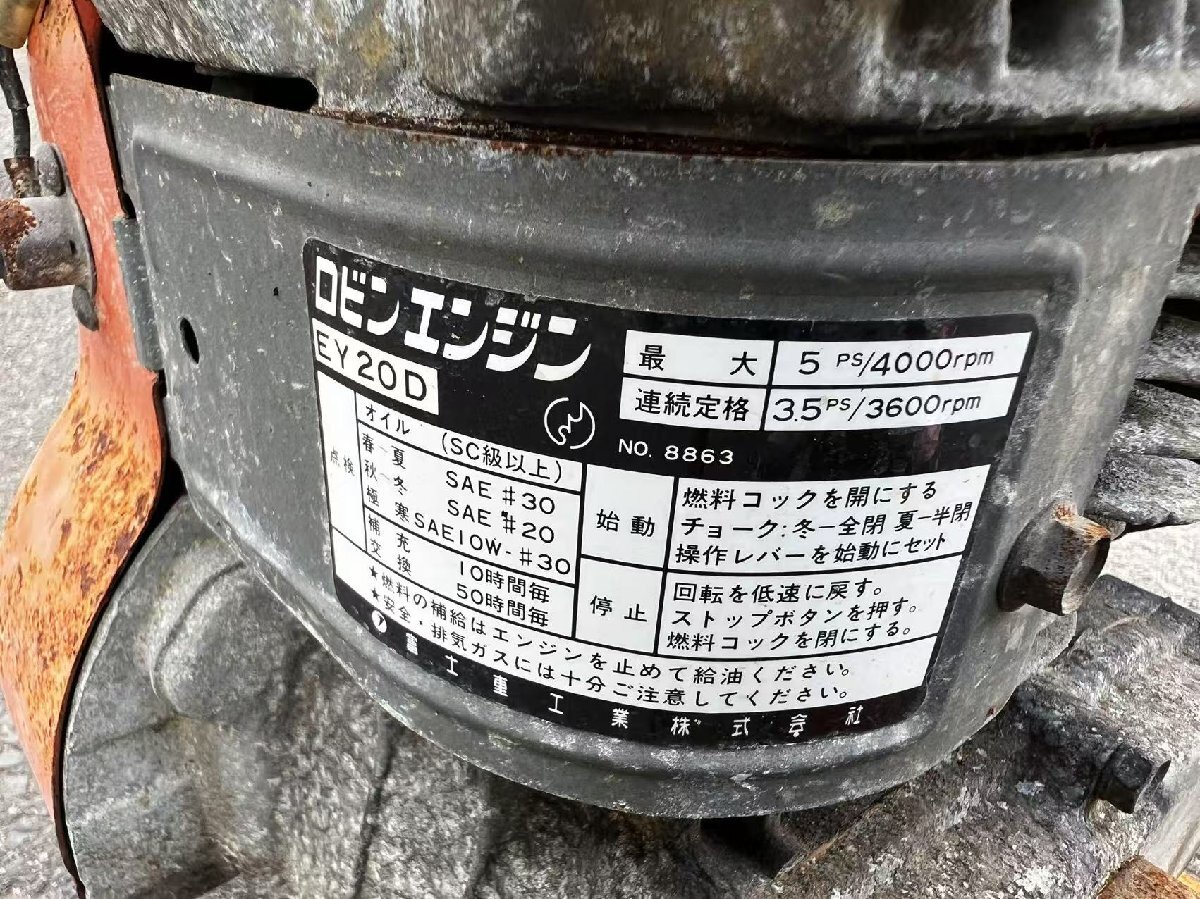 ロビンエンジン
EY20D
最大 5 PS/4000rpm
連続定格 3.5 PS/3600rpm
NO. 8863
点検
オイル (SC級以上)
春-夏 SAE #30
秋-冬 SAE #20
極寒 SAE10W-#30
補充 10時間毎
交換 50時間毎
始動
燃料コックを開にする
チョーク:冬-全閉 夏-半閉
操作レバーを始動にセット
停止
回転を低速に戻す。
ストップボタンを押す。
燃料コックを閉にする。
★燃料の補給はエンジンを止めて給油ください。
★安全・排気ガスには十分ご注意してください。
富士重工業株式会社